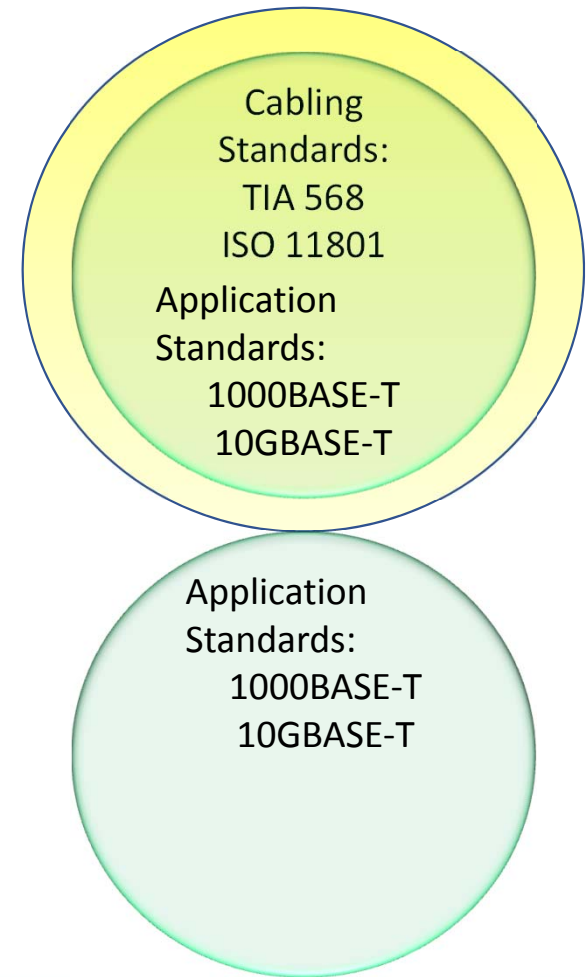 Cabling
Standards:
TIA 568
ISO 11801
Application
Standards:
1000BASE-T
10GBASE-T
Application
Standards:
1000BASE-T
10GBASE-T